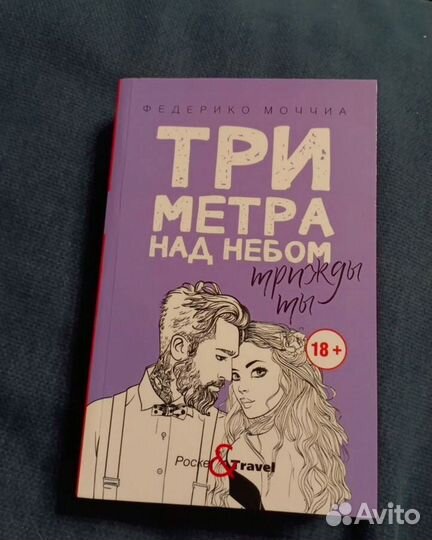 ФЕДЕРИКО МОЧЧИА
ТРИ
МЕТРА
НАД НЕБОМ
трижды
ты
18+
Pocket&Travel
Avito